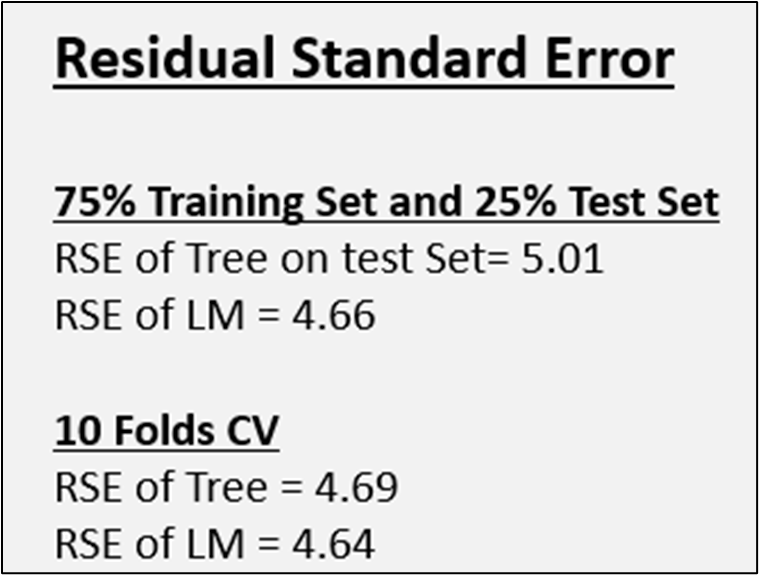 Residual Standard Error
75% Training Set and 25% Test Set
RSE of Tree on test Set= 5.01
RSE of LM = 4.66
10 Folds CV
RSE of Tree = 4.69
RSE of LM = 4.64